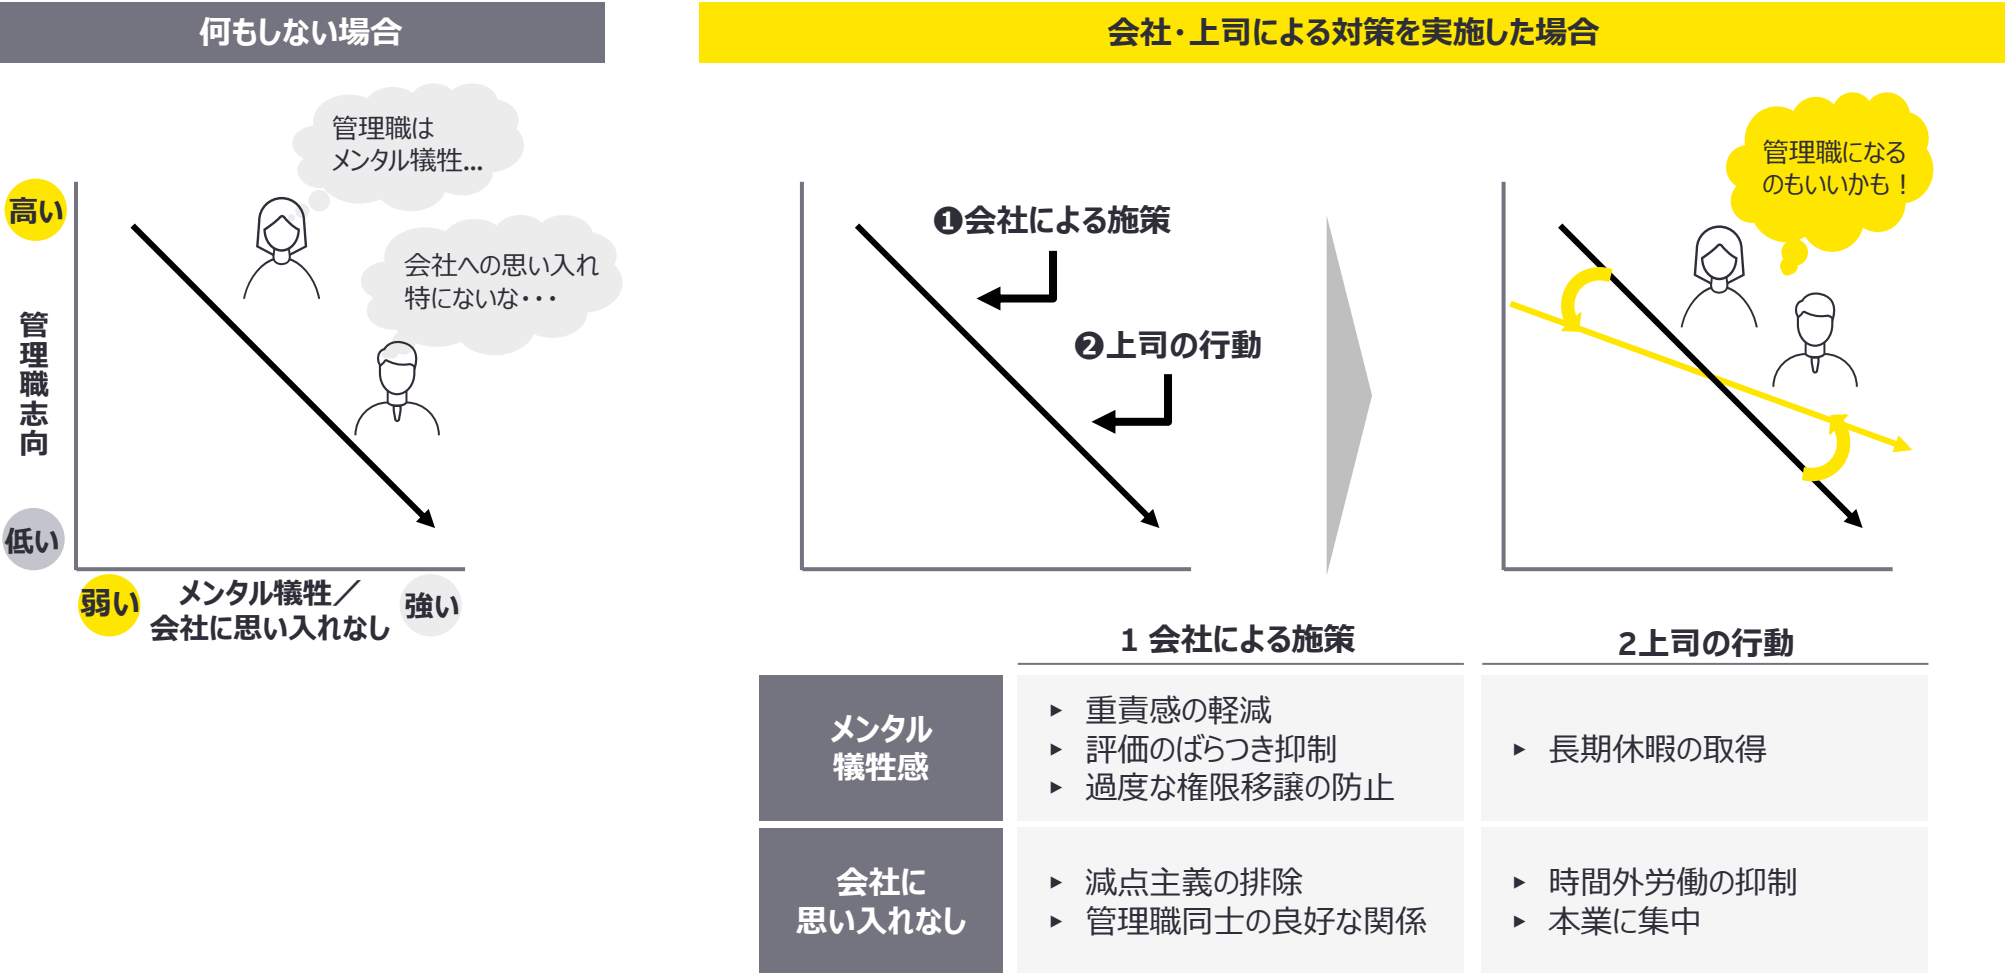 何もしない場合
会社・上司による対策を実施した場合
管理職は
メンタル犠牲...
会社への思い入れ
特にないな・・・
高い
管理職志向
低い
弱い
メンタル犠牲／
会社に思い入れなし
強い
❶会社による施策
❷上司の行動
管理職になる
のもいいかも！
1 会社による施策
2上司の行動
メンタル
犠牲感
▸ 重責感の軽減
▸ 評価のばらつき抑制
▸ 過度な権限移譲の防止
▸ 長期休暇の取得
会社に
思い入れなし
▸ 減点主義の排除
▸ 管理職同士の良好な関係
▸ 時間外労働の抑制
▸ 本業に集中